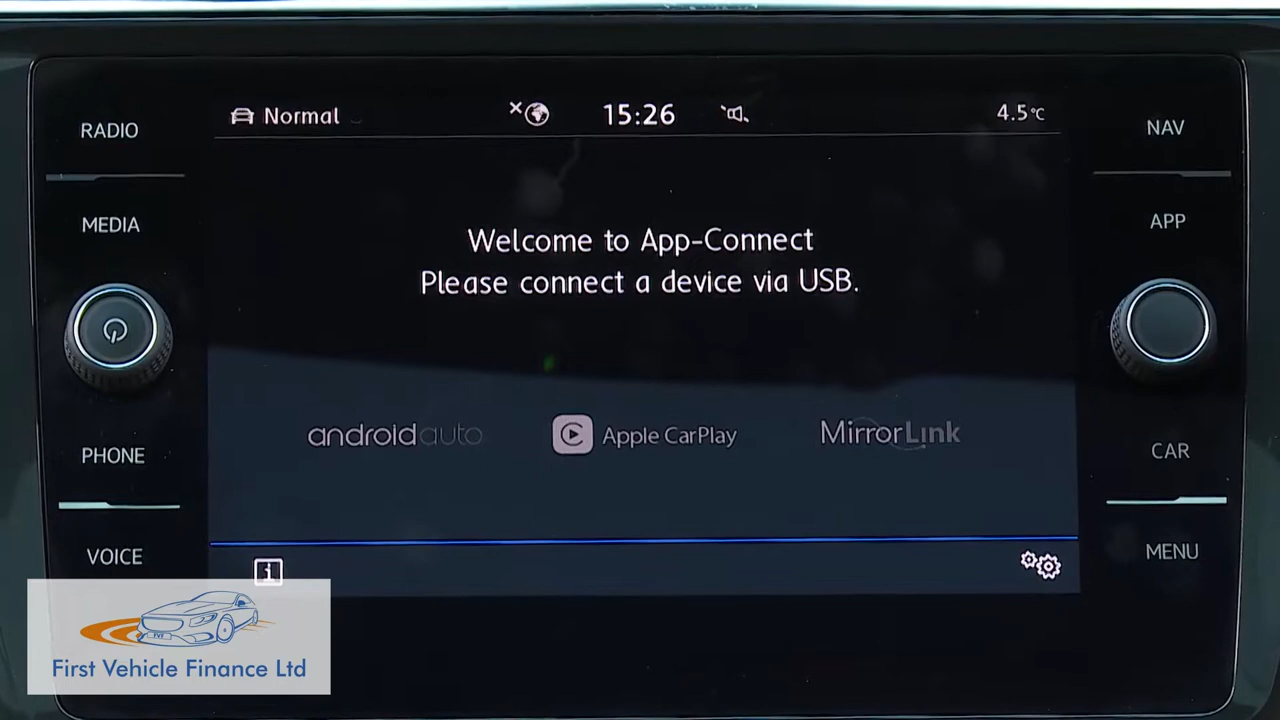 Normal
15:26
4.5°C
RADIO
MEDIA
PHONE
VOICE
Welcome to App-Connect
Please connect a device via USB.
androidauto
Apple CarPlay
MirrorLink
NAV
APP
CAR
MENU
FVF
First Vehicle Finance Ltd